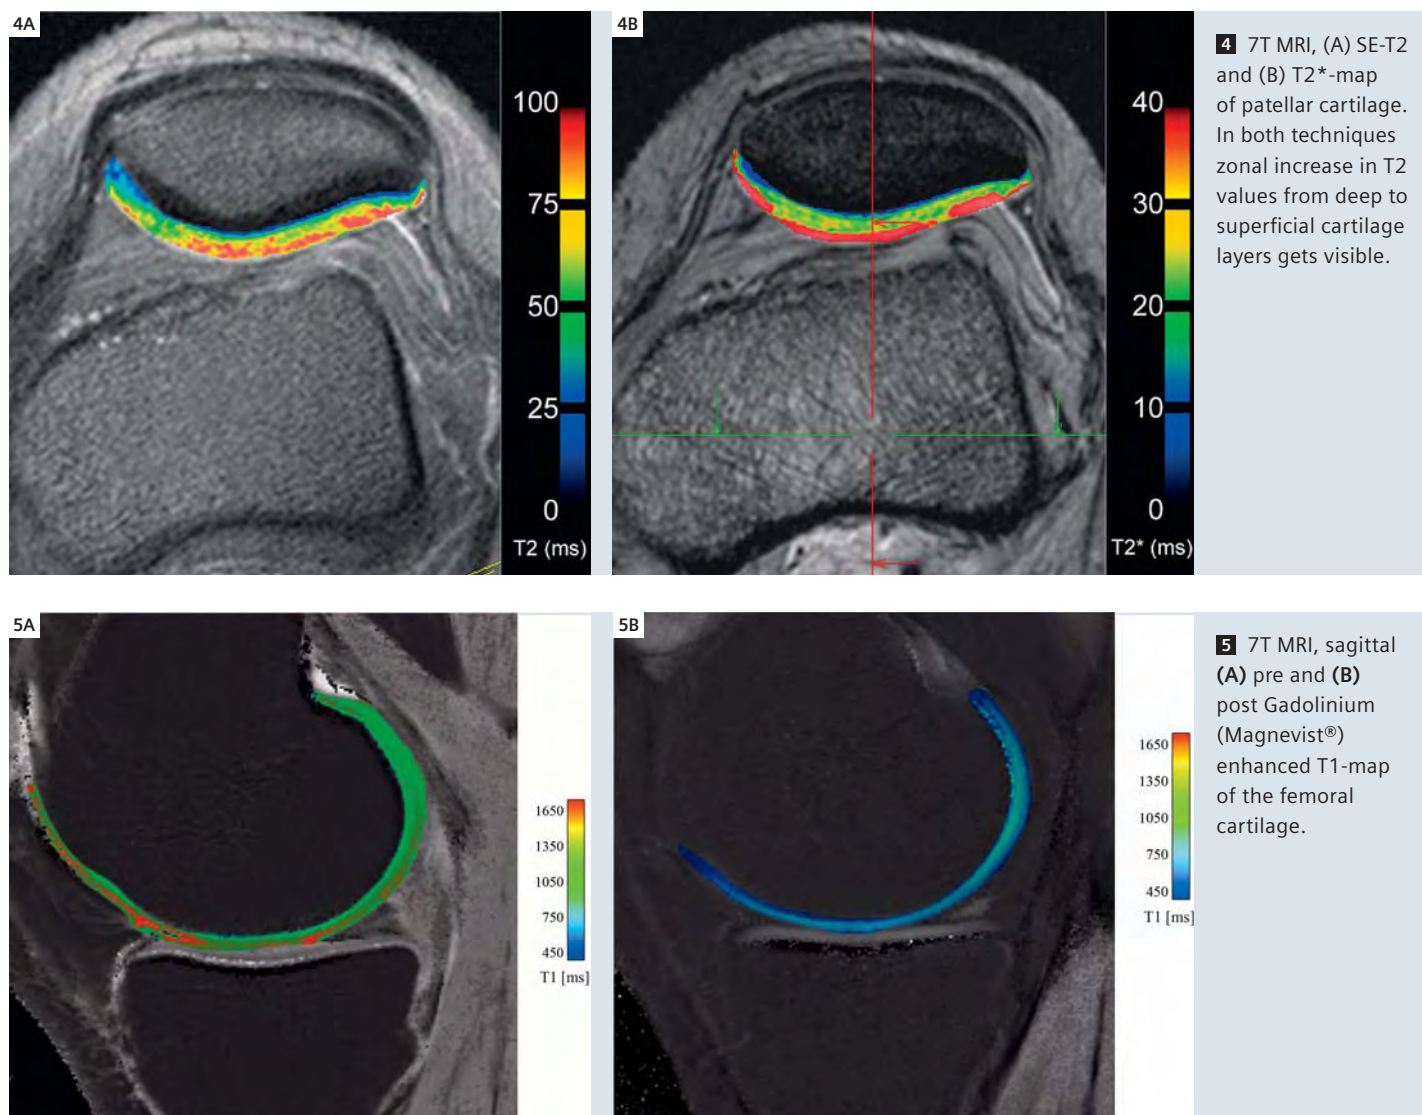 4A
100
75
50
25
0
T2 (ms)
4B
40
30
20
10
0
T2* (ms)
4 7T MRI, (A) SE-T2
and (B) T2*-map
of patellar cartilage.
In both techniques
zonal increase in T2
values from deep to
superficial cartilage
layers gets visible.
5A
1650
1350
1050
750
450
T1 [ms]
5B
1650
1350
1050
750
450
T1 [ms]
5 7T MRI, sagittal
(A) pre and (B)
post Gadolinium
(Magnevist®)
enhanced T1-map
of the femoral
cartilage.